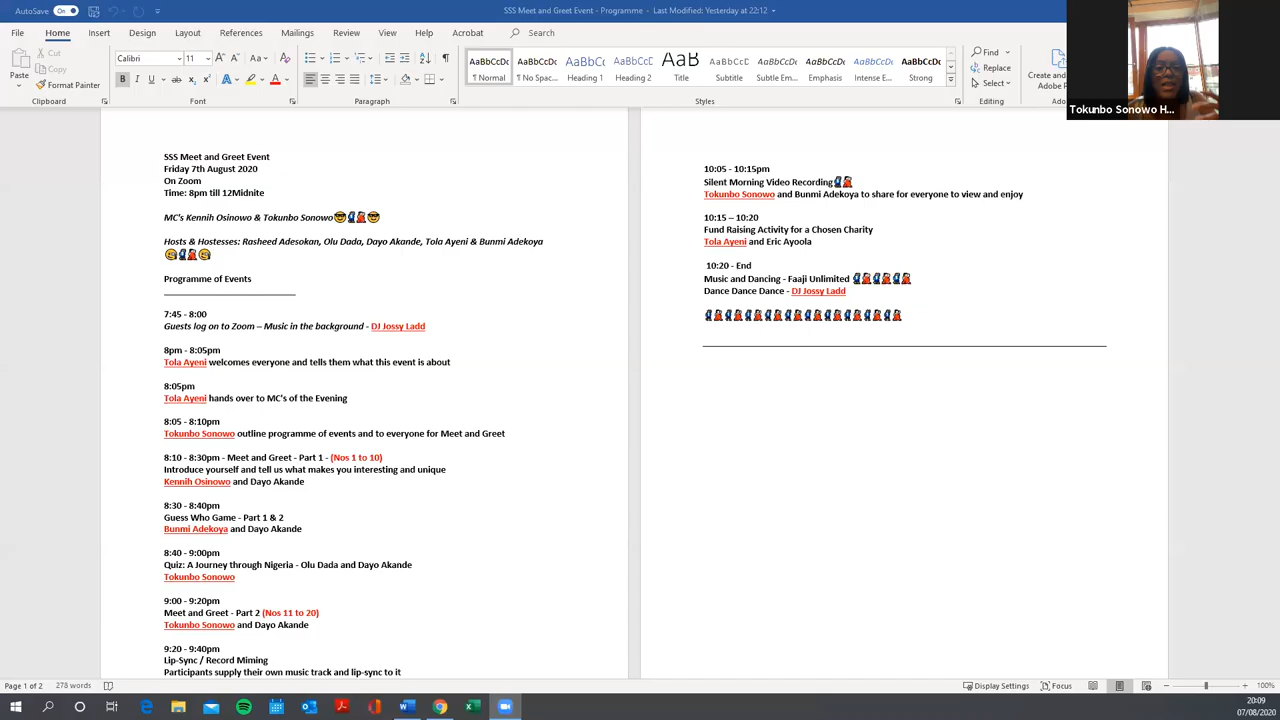 AutoSave On SSS Meet and Greet Event - Programme - Last Modified: Yesterday at 22:12
File Home Insert Design Layout References Mailings Review View Help Acrobat Search
Paste Cut Copy Format Painter Clipboard
Calibri 11 Font
Paragraph
AaBbCcDc AaBbCcDc AaBbCc AaBbCcC AaB AaBbCcD AaBbCcDc AaBbCcDc AaBbCcDc AaBbCcDc
¶ Normal ¶ No Spac... Heading 1 Heading 2 Title Subtitle Subtle Em... Emphasis Intense E... Strong
Styles
Find Replace Select Editing
Create and
Adobe
Tokunbo Sonowo H...
SSS Meet and Greet Event
Friday 7th August 2020
On Zoom
Time: 8pm till 12Midnite
MC's Kennih Osinowo & Tokunbo Sonowo
Hosts & Hostesses: Rasheed Adesokan, Olu Dada, Dayo Akande, Tola Ayeni & Bunmi Adekoya
Programme of Events
7:45 - 8:00
Guests log on to Zoom – Music in the background - DJ Jossy Ladd
8pm - 8:05pm
Tola Ayeni welcomes everyone and tells them what this event is about
8:05pm
Tola Ayeni hands over to MC's of the Evening
8:05 - 8:10pm
Tokunbo Sonowo outline programme of events and to everyone for Meet and Greet
8:10 - 8:30pm - Meet and Greet - Part 1 - (Nos 1 to 10)
Introduce yourself and tell us what makes you interesting and unique
Kennih Osinowo and Dayo Akande
8:30 - 8:40pm
Guess Who Game - Part 1 & 2
Bunmi Adekoya and Dayo Akande
8:40 - 9:00pm
Quiz: A Journey through Nigeria - Olu Dada and Dayo Akande
Tokunbo Sonowo
9:00 - 9:20pm
Meet and Greet - Part 2 (Nos 11 to 20)
Tokunbo Sonowo and Dayo Akande
9:20 - 9:40pm
Lip-Sync / Record Miming
Participants supply their own music track and lip-sync to it
10:05 - 10:15pm
Silent Morning Video Recording
Tokunbo Sonowo and Bunmi Adekoya to share for everyone to view and enjoy
10:15 – 10:20
Fund Raising Activity for a Chosen Charity
Tola Ayeni and Eric Ayoola
10:20 - End
Music and Dancing - Faaji Unlimited
Dance Dance Dance - DJ Jossy Ladd
Page 1 of 2 278 words Display Settings Focus 100%
20:09
07/08/2020